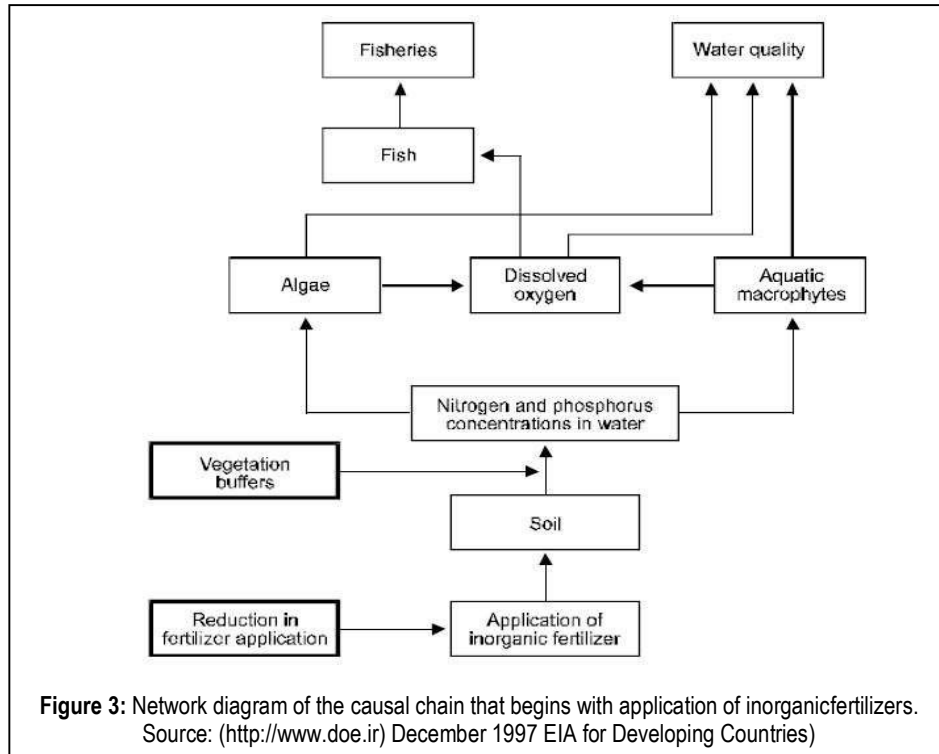 Fisheries
Water quality
Fish
Algae
Dissolved
oxygen
Aquatic
macrophytes
Nitrogen and phosphorus
concentrations in water
Vegetation
buffers
Soil
Reduction in
fertilizer application
Application of
inorganic fertilizer
Figure 3: Network diagram of the causal chain that begins with application of inorganicfertilizers.
Source: (http://www.doe.ir) December 1997 EIA for Developing Countries)